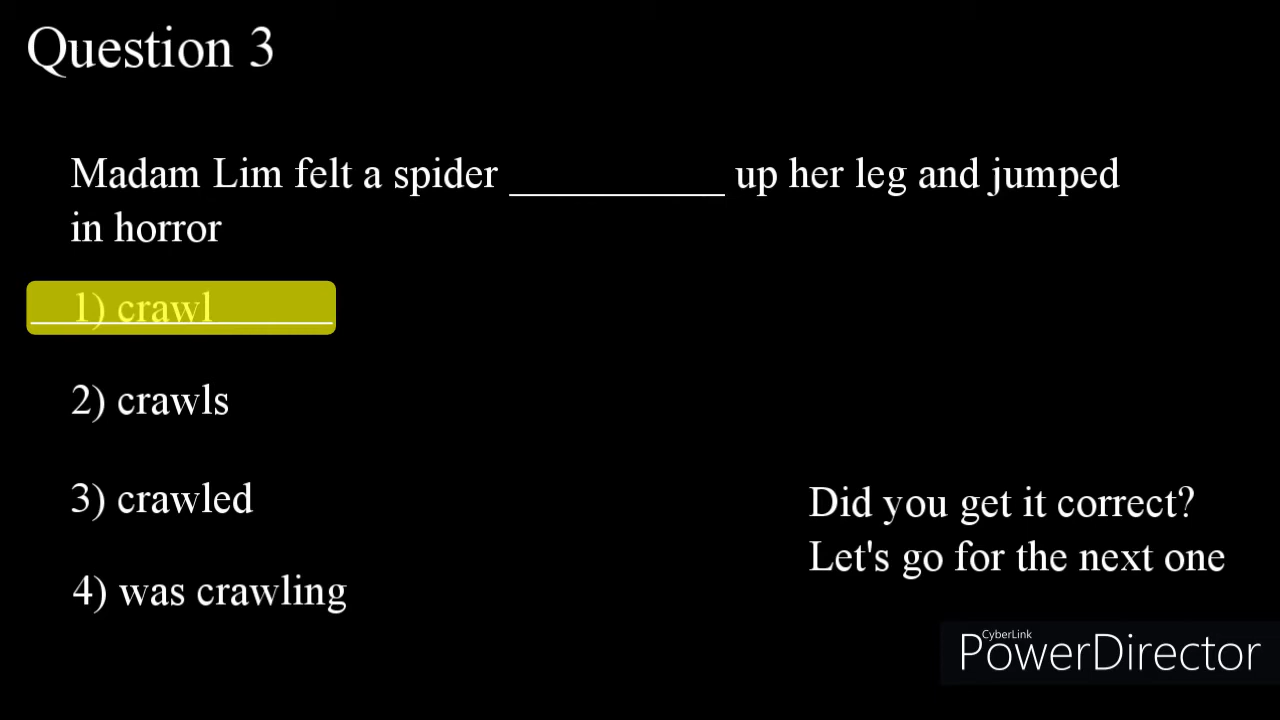 Question 3
Madam Lim felt a spider __________ up her leg and jumped
in horror
1) crawl
2) crawls
3) crawled
4) was crawling
Did you get it correct?
Let's go for the next one
CyberLink
PowerDirector